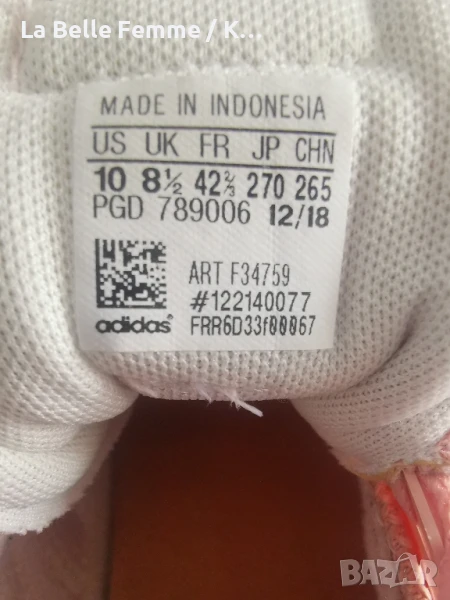 La Belle Femme / K...
MADE IN INDONESIA
US UK FR JP CHN
10 8½ 42⅔ 270 265
PGD 789006 12/18
ART F34759
#122140077
adidas® FRR6D33f00067
BAZAR